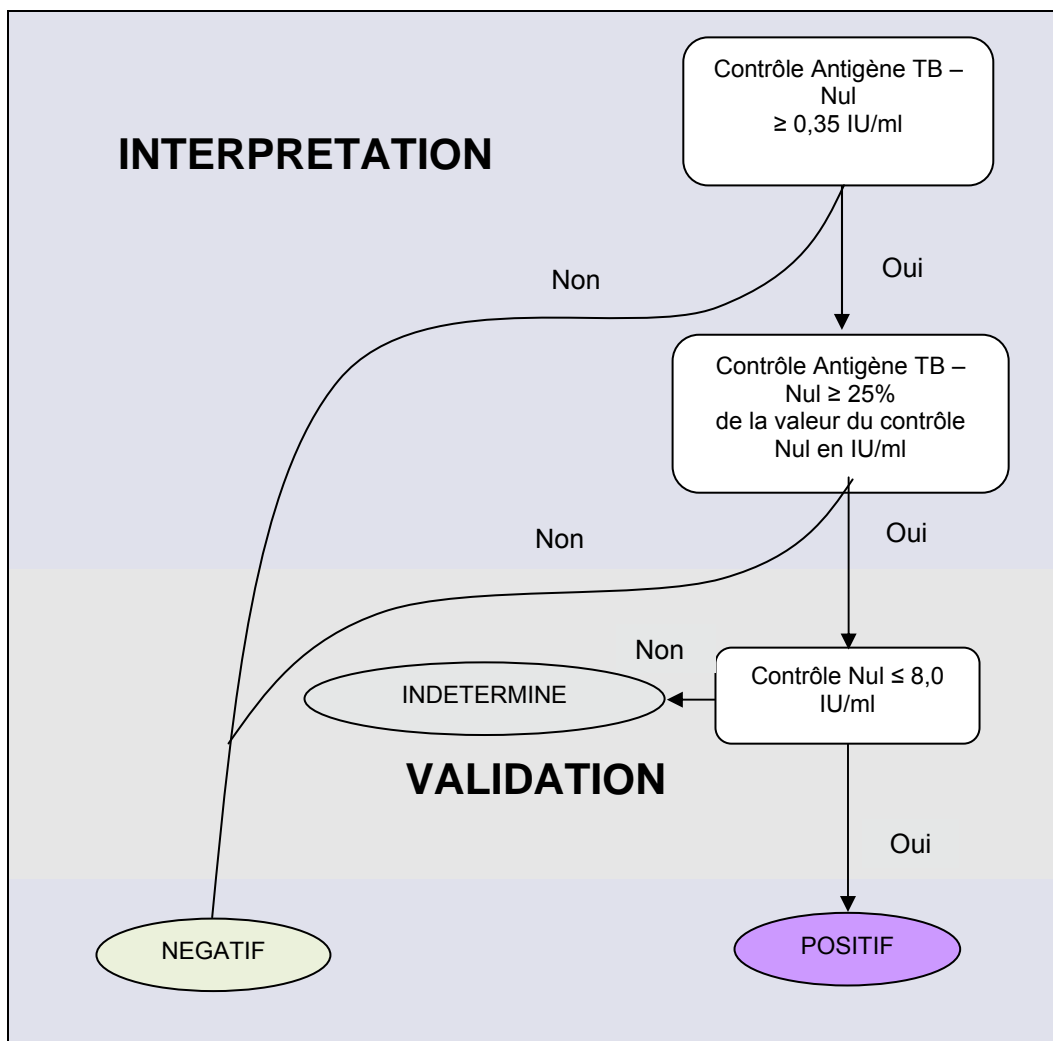 Contrôle Antigène TB –
Nul
≥ 0,35 IU/ml
INTERPRETATION
Non
Oui
Contrôle Antigène TB –
Nul ≥ 25%
de la valeur du contrôle
Nul en IU/ml
Non
Oui
Non
Contrôle Nul ≤ 8,0
IU/ml
INDETERMINE
VALIDATION
Oui
NEGATIF
POSITIF